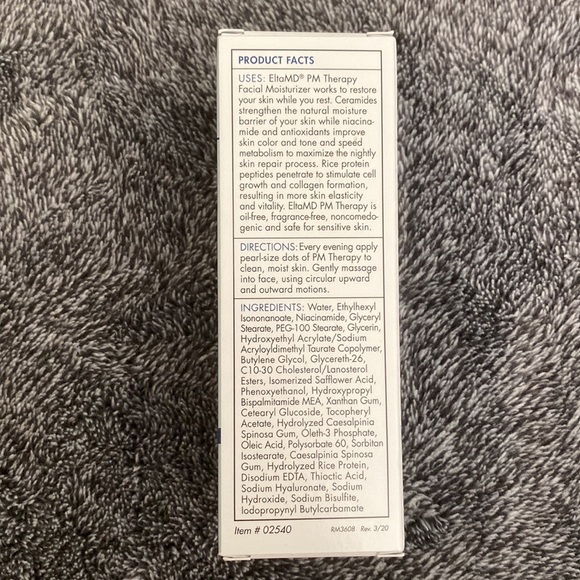 PRODUCT FACTS
USES: EltaMD® PM Therapy
Facial Moisturizer works to restore
your skin while you rest. Ceramides
strengthen the natural moisture
barrier of your skin while niacina-
mide and antioxidants improve
skin color and tone and speed
metabolism to maximize the nightly
skin repair process. Rice protein
peptides penetrate to stimulate cell
growth and collagen formation,
resulting in more skin elasticity
and vitality. EltaMD PM Therapy is
oil-free, fragrance-free, noncomedo-
genic and safe for sensitive skin.
DIRECTIONS: Every evening apply
pearl-size dots of PM Therapy to
clean, moist skin. Gently massage
into face, using circular upward
and outward motions.
INGREDIENTS: Water, Ethylhexyl
Isononanoate, Niacinamide, Glyceryl
Stearate, PEG-100 Stearate, Glycerin,
Hydroxyethyl Acrylate/Sodium
Acryloyldimethyl Taurate Copolymer,
Butylene Glycol, Glycereth-26,
C10-30 Cholesterol/Lanosterol
Esters, Isomerized Safflower Acid,
Phenoxyethanol, Hydroxypropyl
Bispalmitamide MEA, Xanthan Gum,
Cetearyl Glucoside, Tocopheryl
Acetate, Hydrolyzed Caesalpinia
Spinosa Gum, Oleth-3 Phosphate,
Oleic Acid, Polysorbate 60, Sorbitan
Isostearate, Caesalpinia Spinosa
Gum, Hydrolyzed Rice Protein,
Disodium EDTA, Thioctic Acid,
Sodium Hyaluronate, Sodium
Hydroxide, Sodium Bisulfite,
Iodopropynyl Butylcarbamate
Item # 02540 RM3608 Rev. 3/20